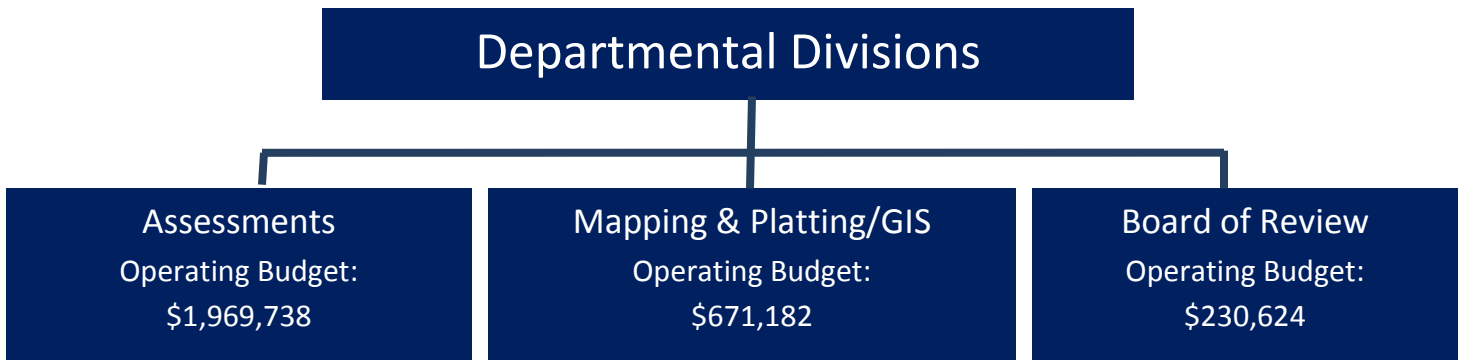 Departmental Divisions
Assessments
Operating Budget:
$1,969,738
Mapping & Platting/GIS
Operating Budget:
$671,182
Board of Review
Operating Budget:
$230,624